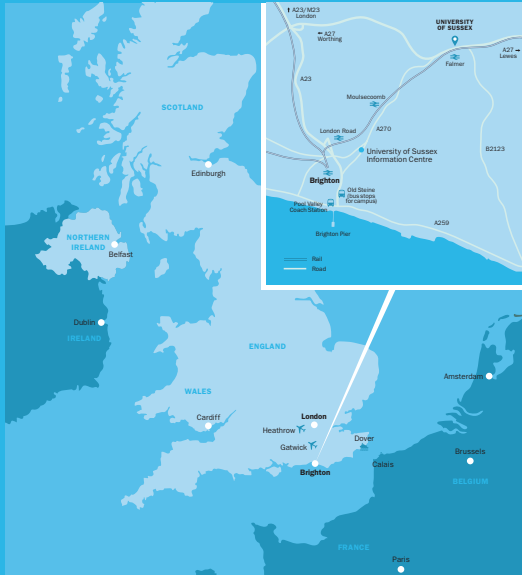 A23/M23
London
A27
Worthing
UNIVERSITY
OF SUSSEX
A27
Lewes
Falmer
A23
Moulsecoomb
London Road
A270
University of Sussex
Information Centre
B2123
Brighton
Old Steine
(bus stops
for campus)
Pool Valley
Coach Station
A259
Brighton Pier
Rail
Road
SCOTLAND
Edinburgh
NORTHERN
IRELAND
Belfast
Dublin
IRELAND
ENGLAND
WALES
Cardiff
London
Heathrow
Gatwick
Dover
Brighton
Calais
Amsterdam
Brussels
BELGIUM
FRANCE
Paris